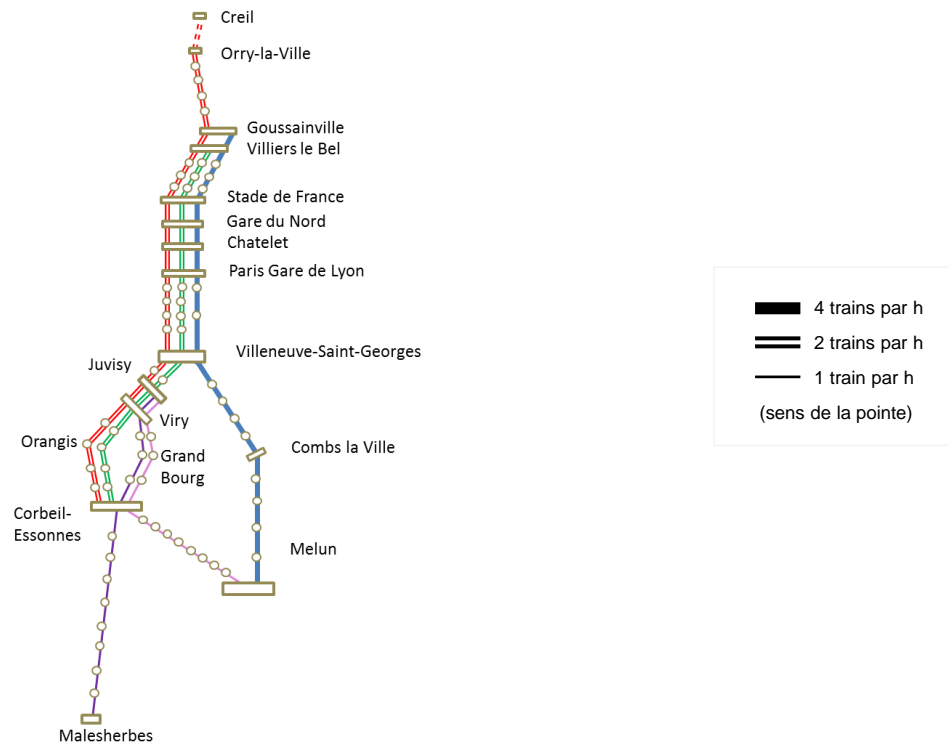 Creil
Orry-la-Ville
Goussainville
Villiers le Bel
Stade de France
Gare du Nord
Chatelet
Paris Gare de Lyon
Villeneuve-Saint-Georges
Juvisy
Viry
Orangis
Grand
Bourg
Combs la Ville
Corbeil-
Essonnes
Melun
Malesherbes
4 trains par h
2 trains par h
1 train par h
(sens de la pointe)